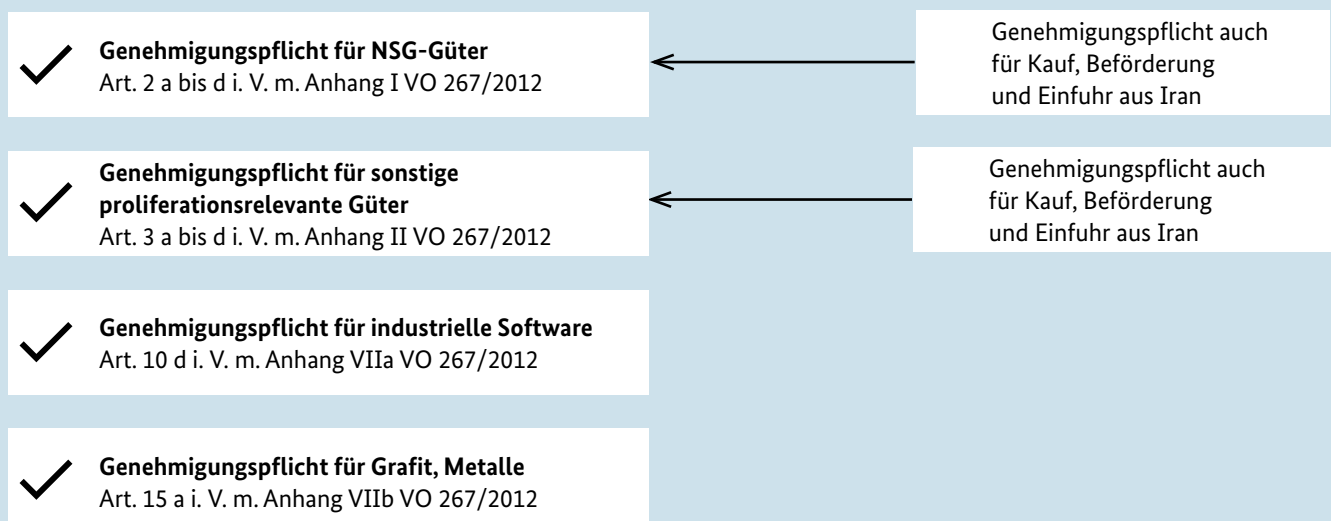 Genehmigungspflicht für NSG-Güter
Art. 2 a bis d i. V. m. Anhang I VO 267/2012
Genehmigungspflicht auch
für Kauf, Beförderung
und Einfuhr aus Iran
Genehmigungspflicht für sonstige
proliferationsrelevante Güter
Art. 3 a bis d i. V. m. Anhang II VO 267/2012
Genehmigungspflicht auch
für Kauf, Beförderung
und Einfuhr aus Iran
Genehmigungspflicht für industrielle Software
Art. 10 d i. V. m. Anhang VIIa VO 267/2012
Genehmigungspflicht für Grafit, Metalle
Art. 15 a i. V. m. Anhang VIIb VO 267/2012